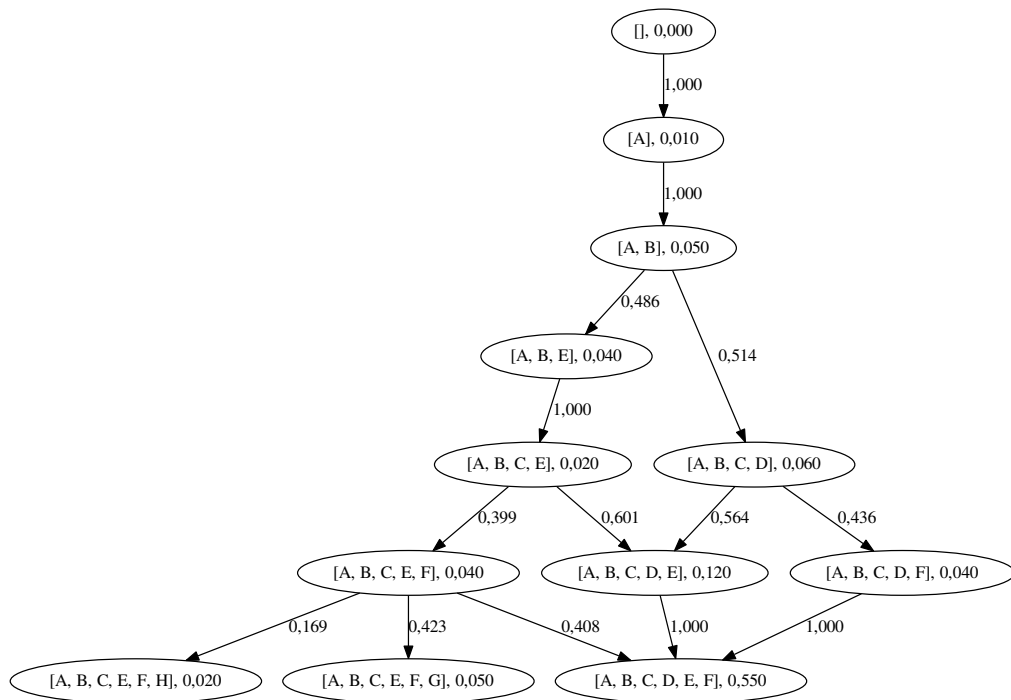 [], 0,000
1,000
[A], 0,010
1,000
[A, B], 0,050
0,486
0,514
[A, B, E], 0,040
1,000
[A, B, C, E], 0,020
[A, B, C, D], 0,060
0,399
0,601
0,564
0,436
[A, B, C, E, F], 0,040
[A, B, C, D, E], 0,120
[A, B, C, D, F], 0,040
0,169
0,423
0,408
1,000
1,000
[A, B, C, E, F, H], 0,020
[A, B, C, E, F, G], 0,050
[A, B, C, D, E, F], 0,550